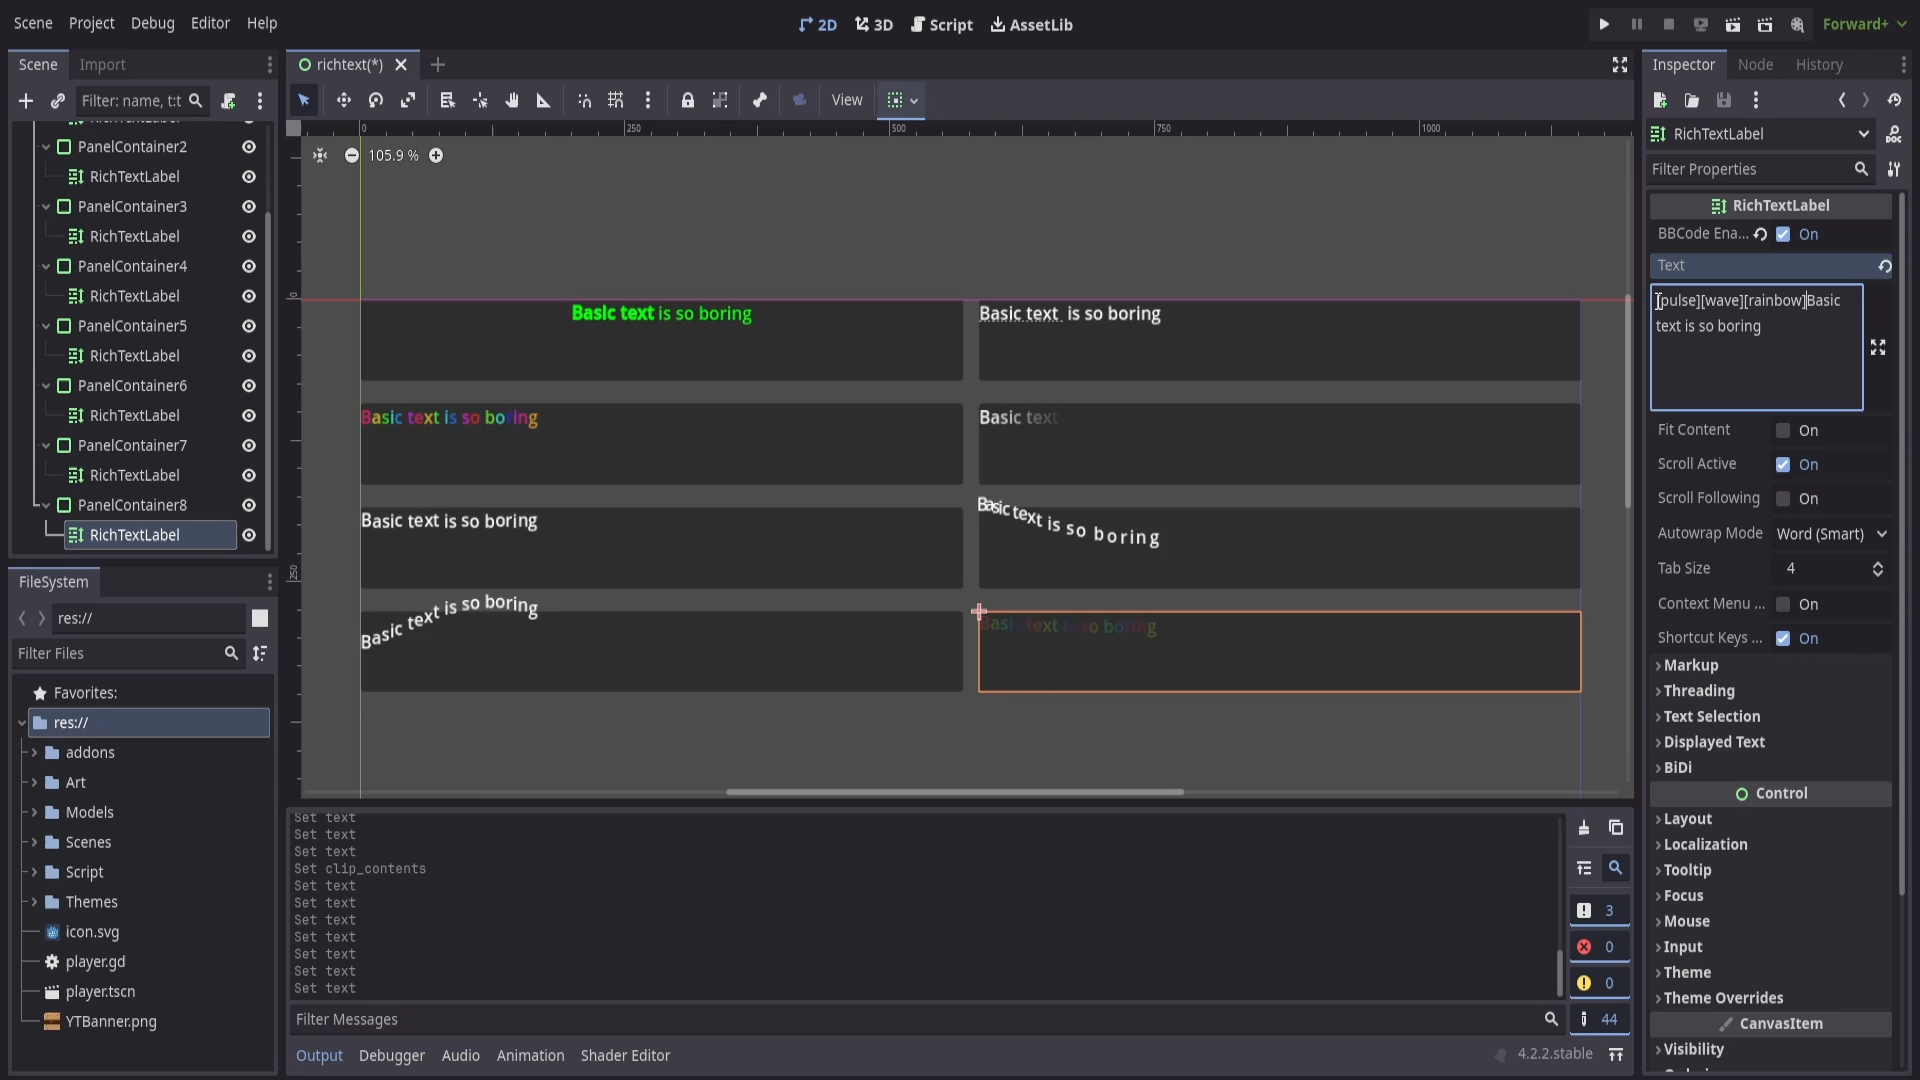 Scene Project Debug Editor Help
2D 3D Script AssetLib
Forward+
Scene Import
Filter: name, t:t
PanelContainer2
RichTextLabel
PanelContainer3
RichTextLabel
PanelContainer4
RichTextLabel
PanelContainer5
RichTextLabel
PanelContainer6
RichTextLabel
PanelContainer7
RichTextLabel
PanelContainer8
RichTextLabel
FileSystem
res://
Filter Files
Favorites:
res://
addons
Art
Models
Scenes
Script
Themes
icon.svg
player.gd
player.tscn
YTBanner.png
richtext(*)
View
0 250 500 750 1000
105.9 %
0
250
Basic text is so boring
Basic text is so boring
Basic text is so boring
Basic text
Basic text is so boring
Basic text is so boring
Basic text is so boring
Basic text is so boring
Set text
Set text
Set text
Set clip_contents
Set text
Set text
Set text
Set text
Set text
Set text
Set text
3
0
0
44
Filter Messages
Output Debugger Audio Animation Shader Editor
4.2.2.stable
Inspector Node History
RichTextLabel
Filter Properties
RichTextLabel
BBCode Ena... On
Text
[pulse][wave][rainbow]Basic
text is so boring
Fit Content On
Scroll Active On
Scroll Following On
Autowrap Mode Word (Smart)
Tab Size 4
Context Menu ... On
Shortcut Keys ... On
Markup
Threading
Text Selection
Displayed Text
BiDi
Control
Layout
Localization
Tooltip
Focus
Mouse
Input
Theme
Theme Overrides
CanvasItem
Visibility